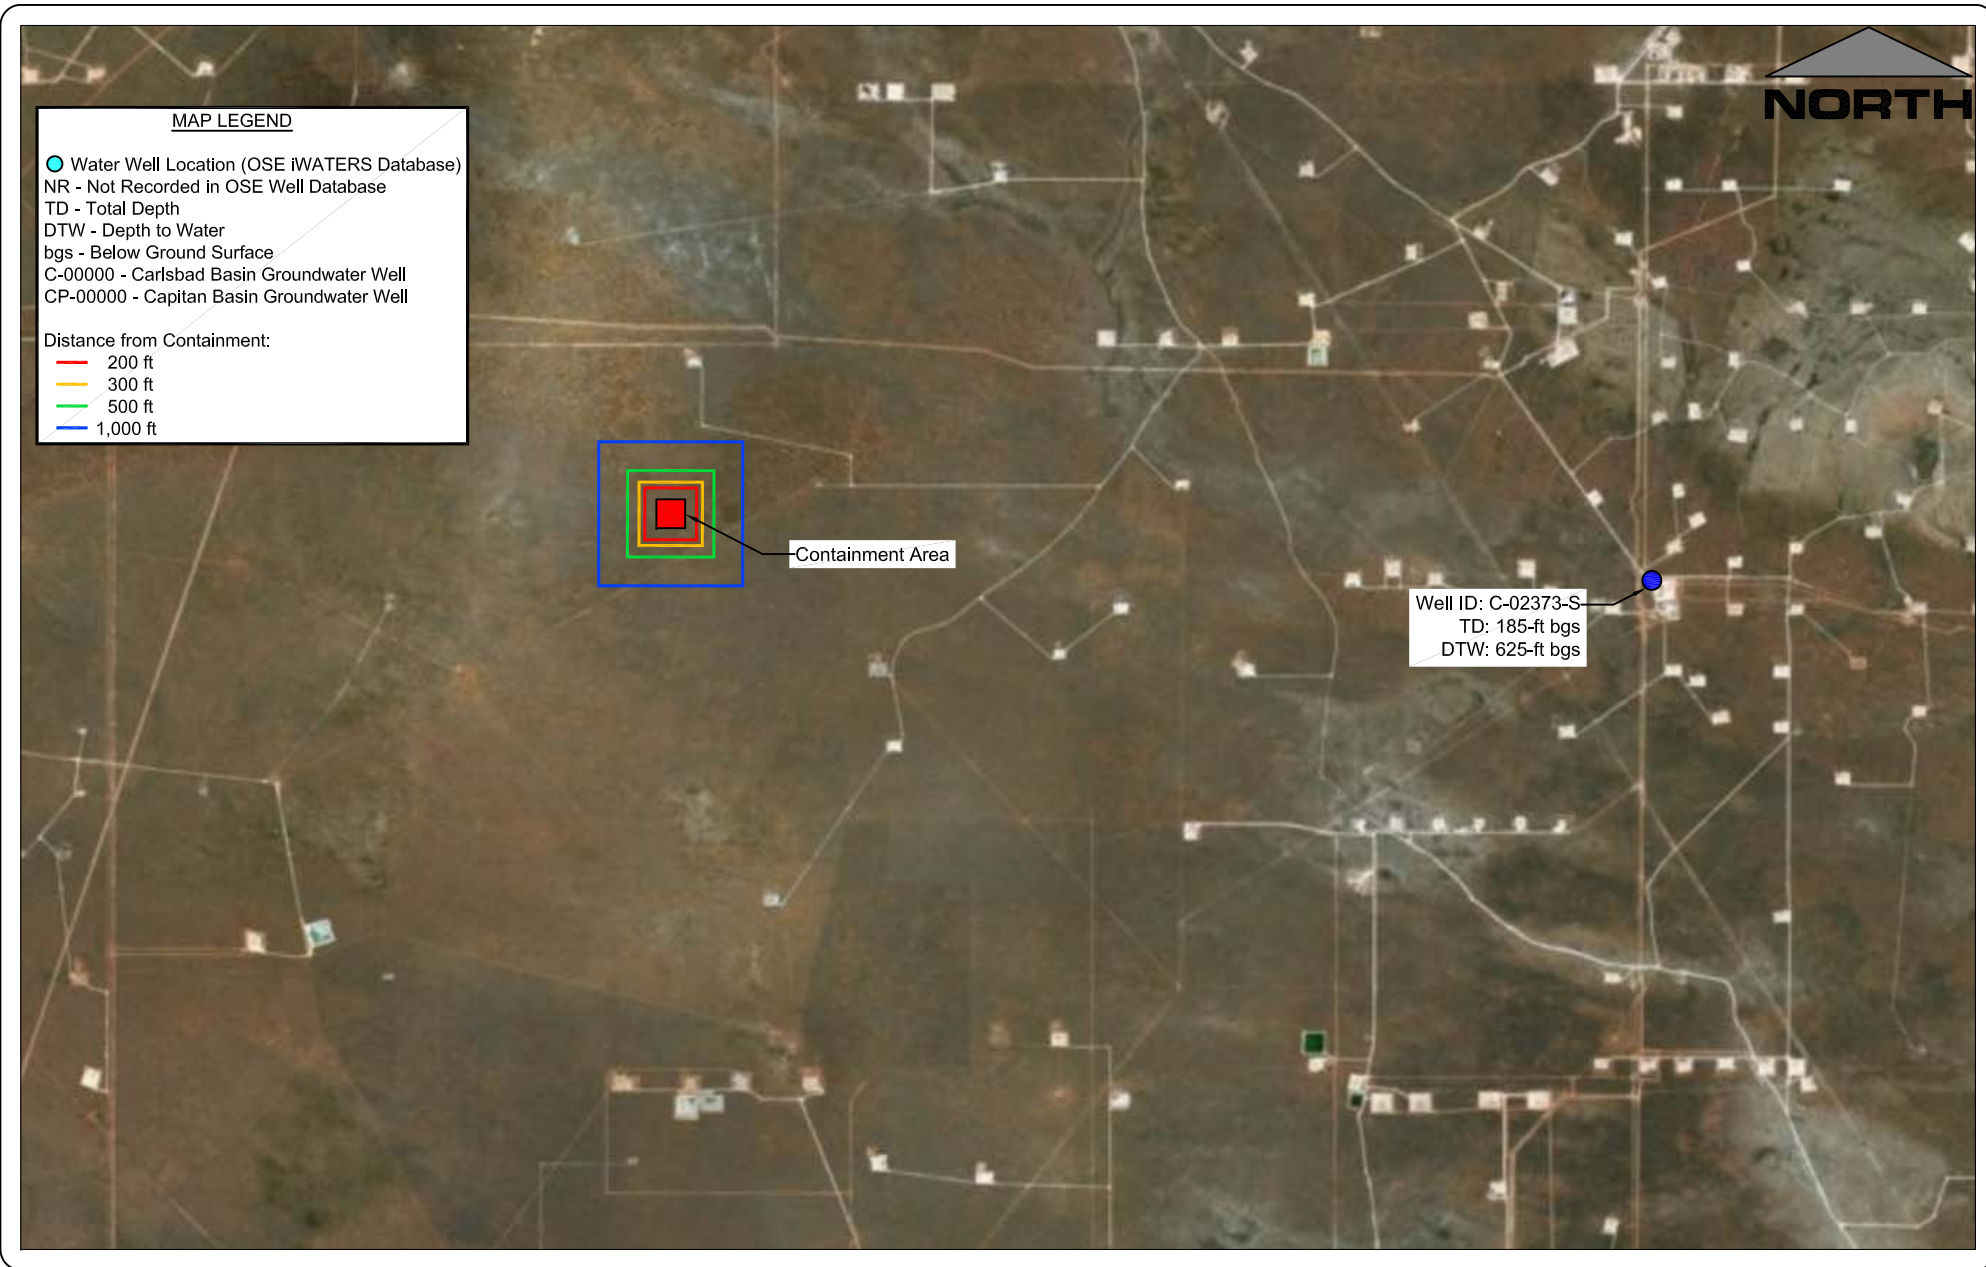 NORTH
MAP LEGEND
Water Well Location (OSE iWATERS Database)
NR - Not Recorded in OSE Well Database
TD - Total Depth
DTW - Depth to Water
bgs - Below Ground Surface
C-00000 - Carlsbad Basin Groundwater Well
CP-00000 - Capitan Basin Groundwater Well
Distance from Containment:
200 ft
300 ft
500 ft
1,000 ft
Containment Area
Well ID: C-02373-S
TD: 185-ft bgs
DTW: 625-ft bgs